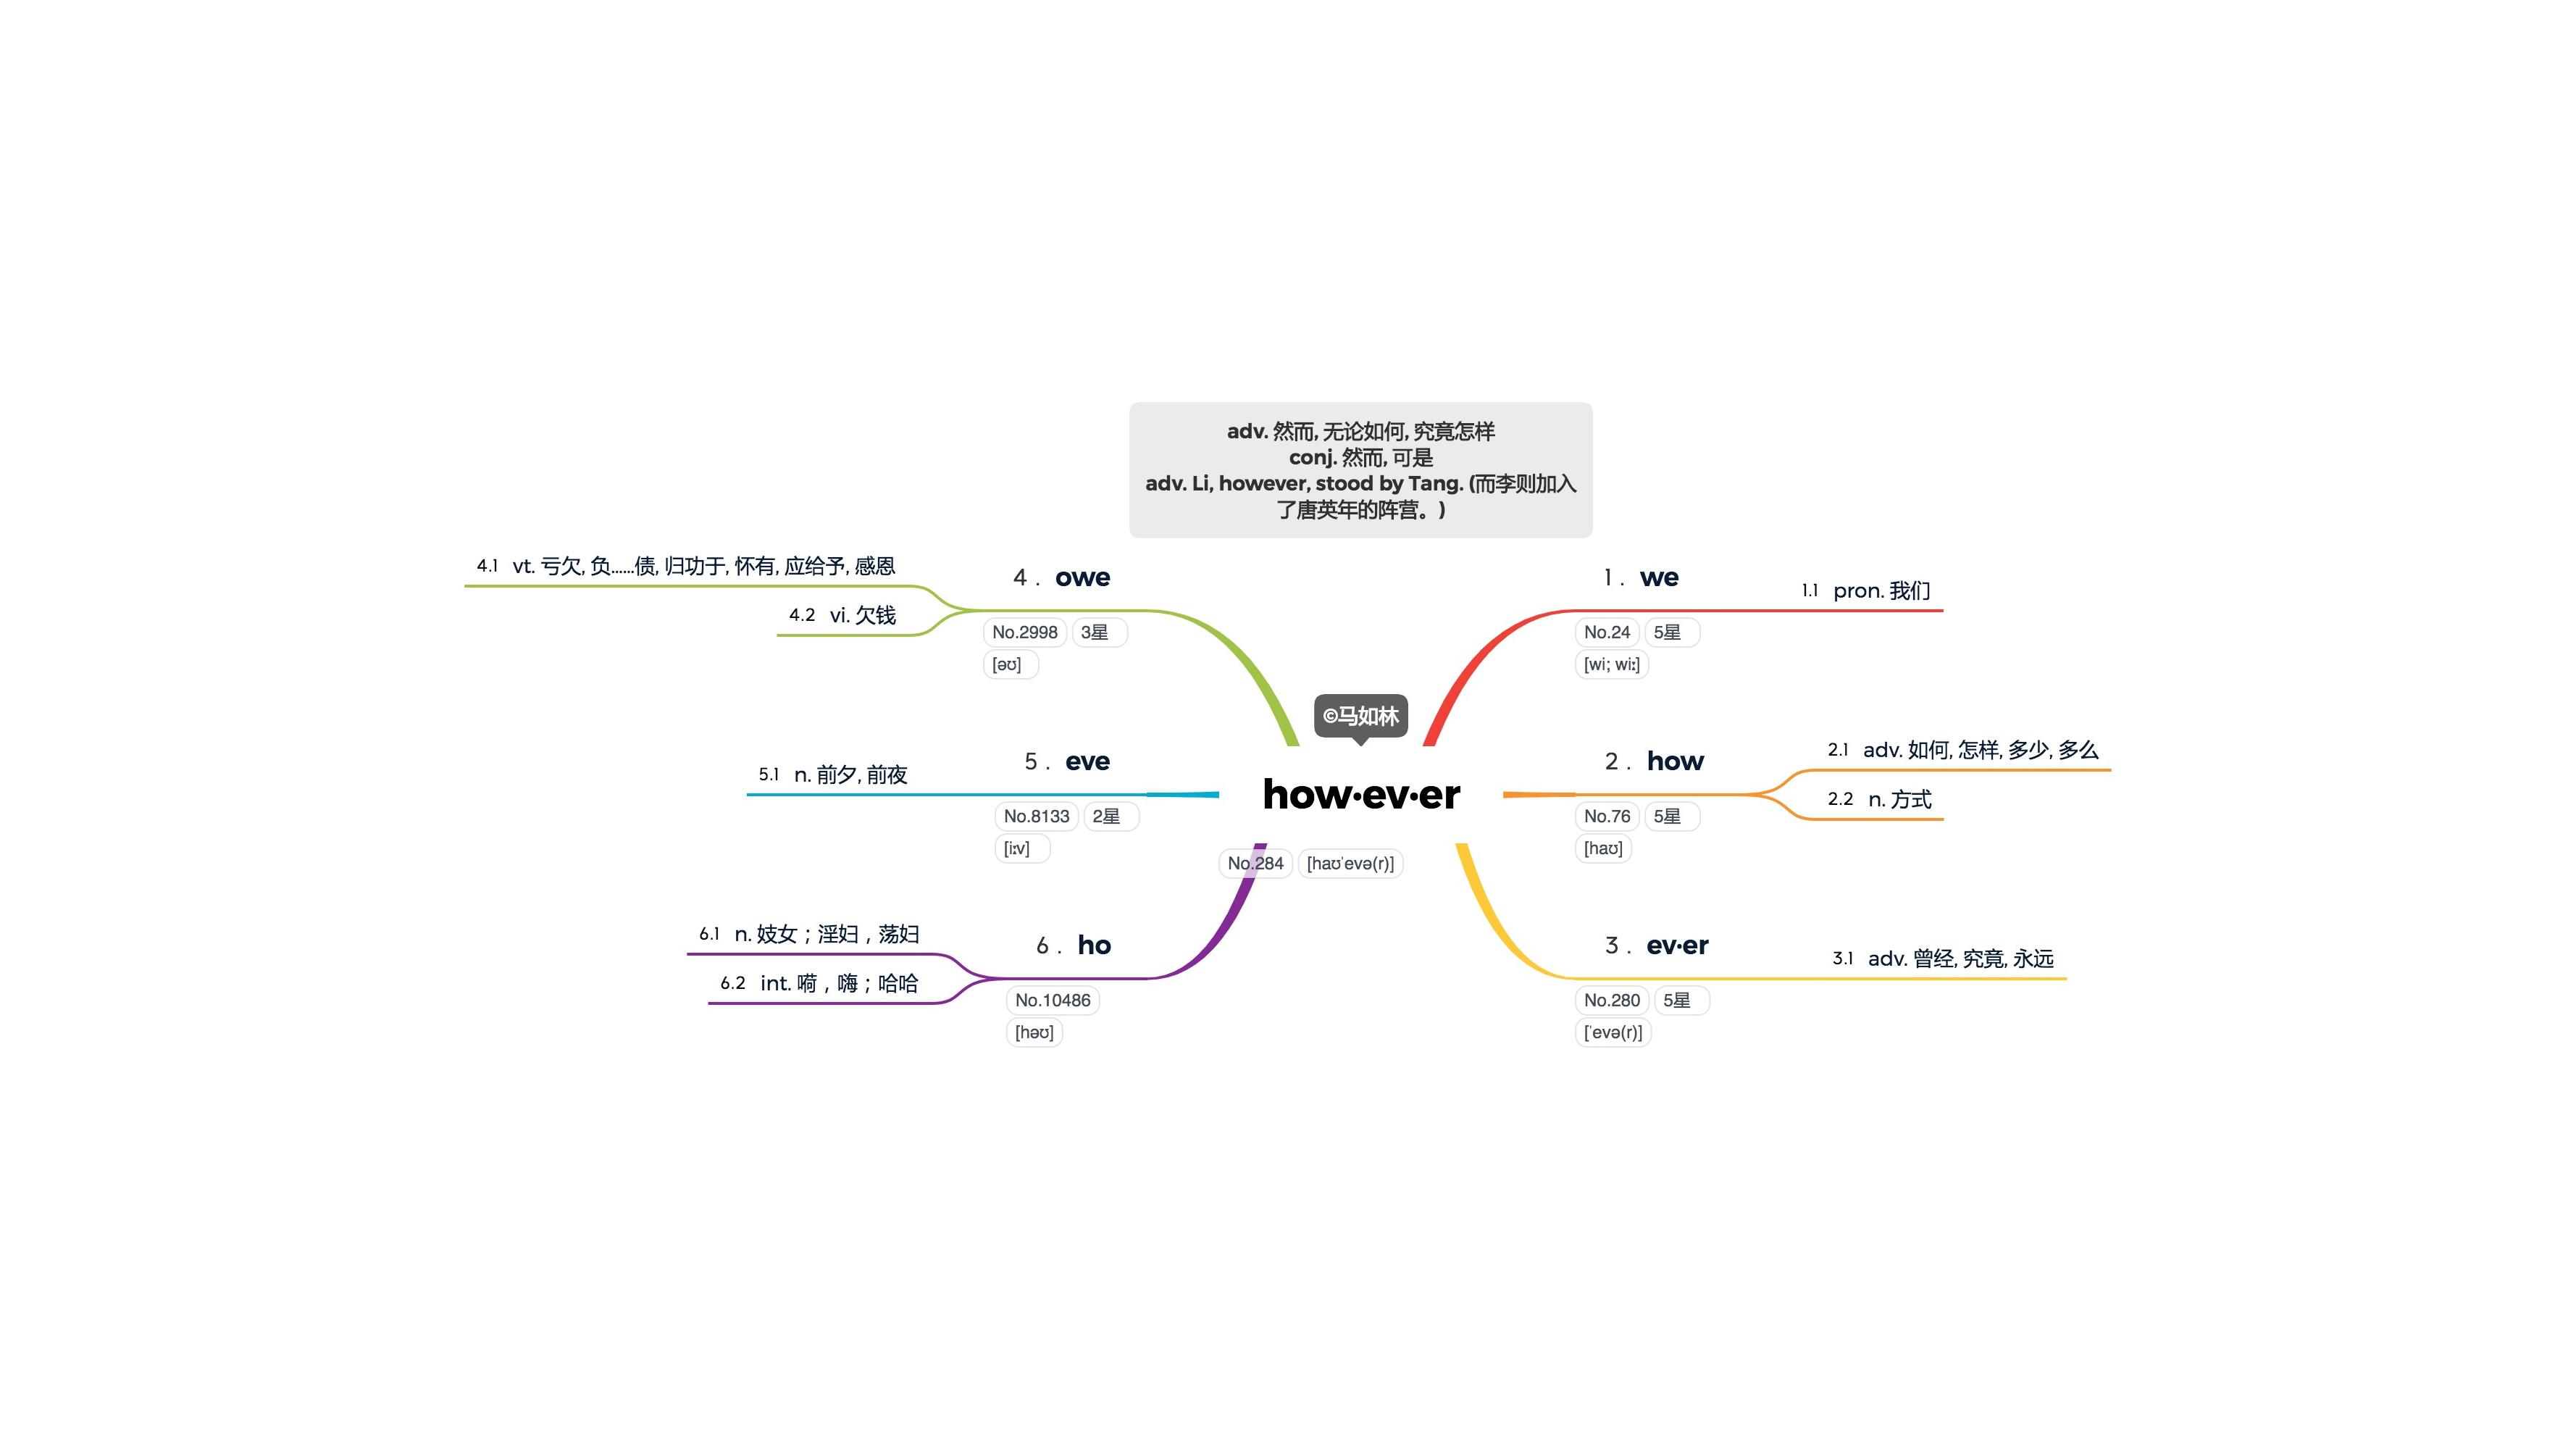 adv. 然而, 无论如何, 究竟怎样
conj. 然而, 可是
adv. Li, however, stood by Tang. (而李则加入
了唐英年的阵营。)
©马如林
how·ev·er
No.284 [haʊˈevə(r)]
1 . we
No.24 5星
[wi; wiː]
1.1 pron. 我们
2 . how
No.76 5星
[haʊ]
2.1 adv. 如何, 怎样, 多少, 多么
2.2 n. 方式
3 . ev·er
No.280 5星
[ˈevə(r)]
3.1 adv. 曾经, 究竟, 永远
4 . owe
No.2998 3星
[əʊ]
4.1 vt. 亏欠, 负......债, 归功于, 怀有, 应给予, 感恩
4.2 vi. 欠钱
5 . eve
No.8133 2星
[iːv]
5.1 n. 前夕, 前夜
6 . ho
No.10486
[həʊ]
6.1 n. 妓女；淫妇，荡妇
6.2 int. 嗬，嗨；哈哈